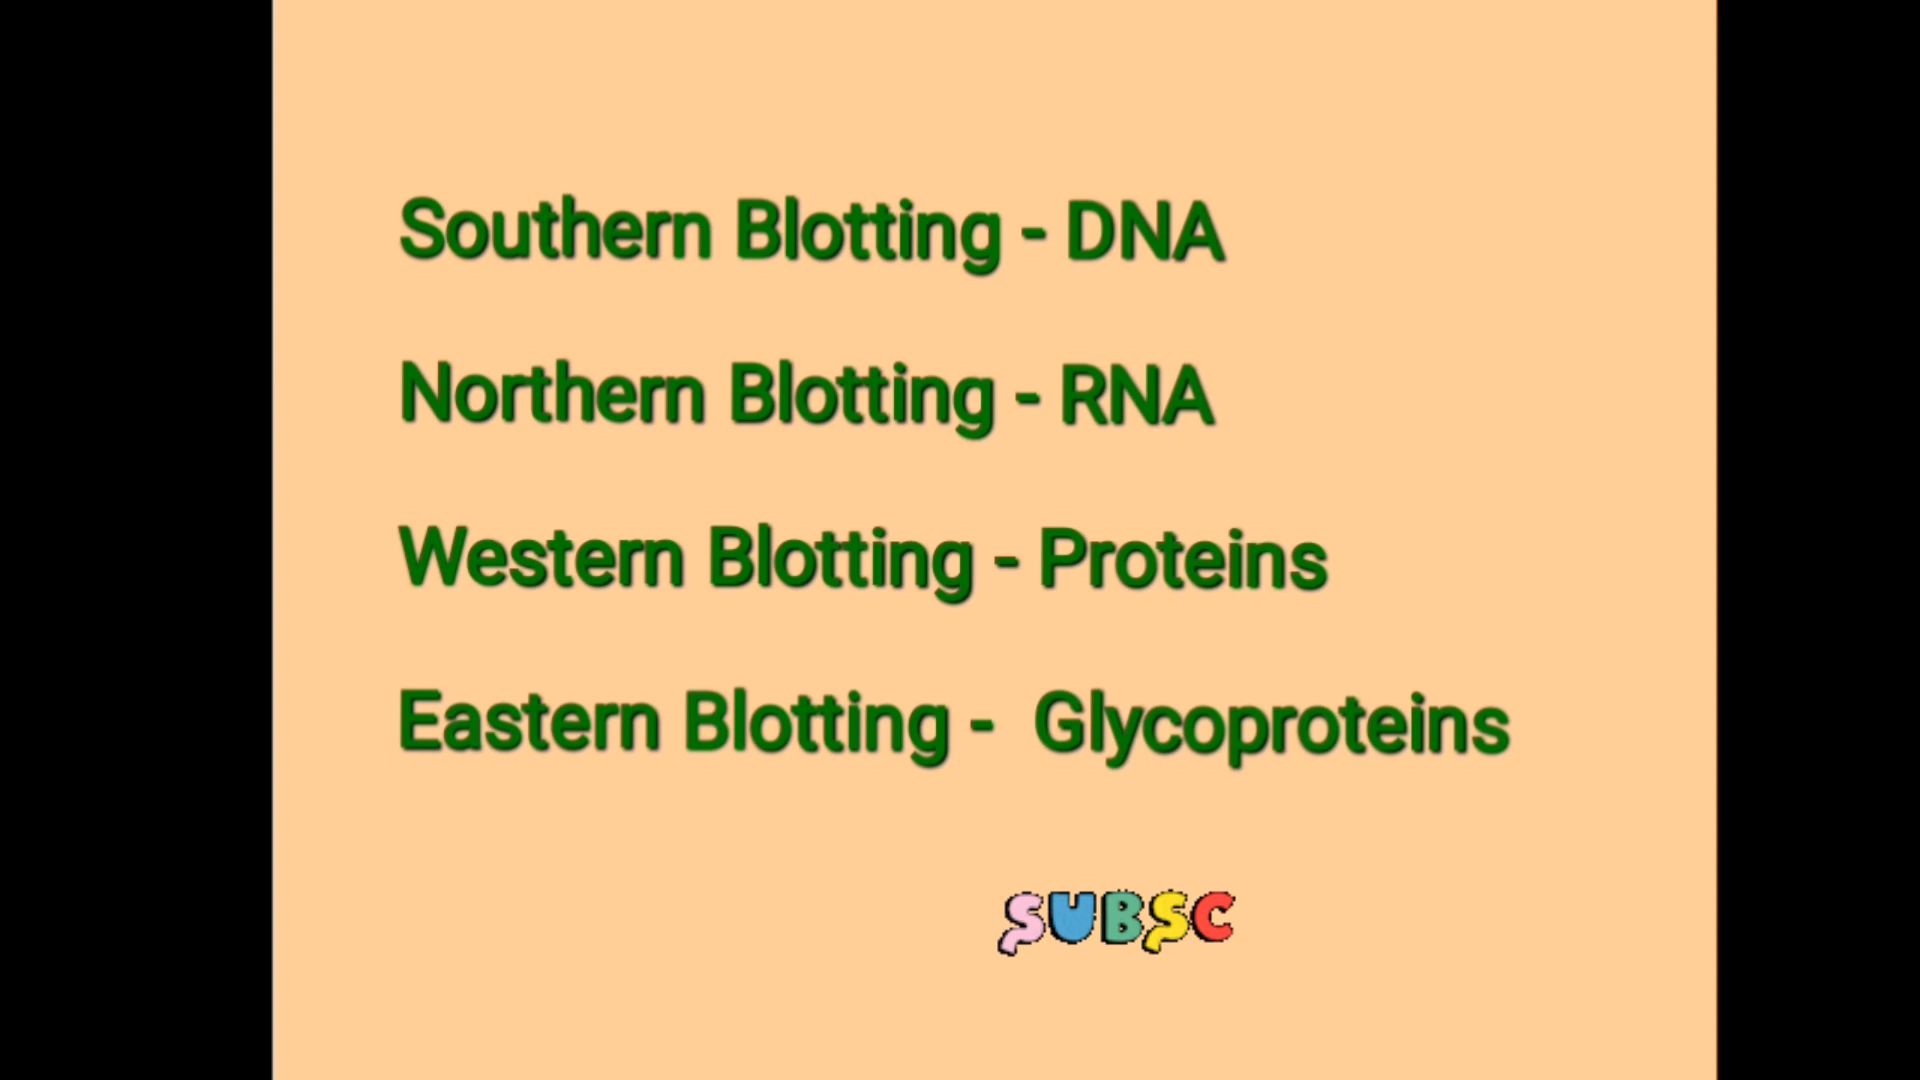 Southern Blotting - DNA
Northern Blotting - RNA
Western Blotting - Proteins
Eastern Blotting - Glycoproteins
SUBSC